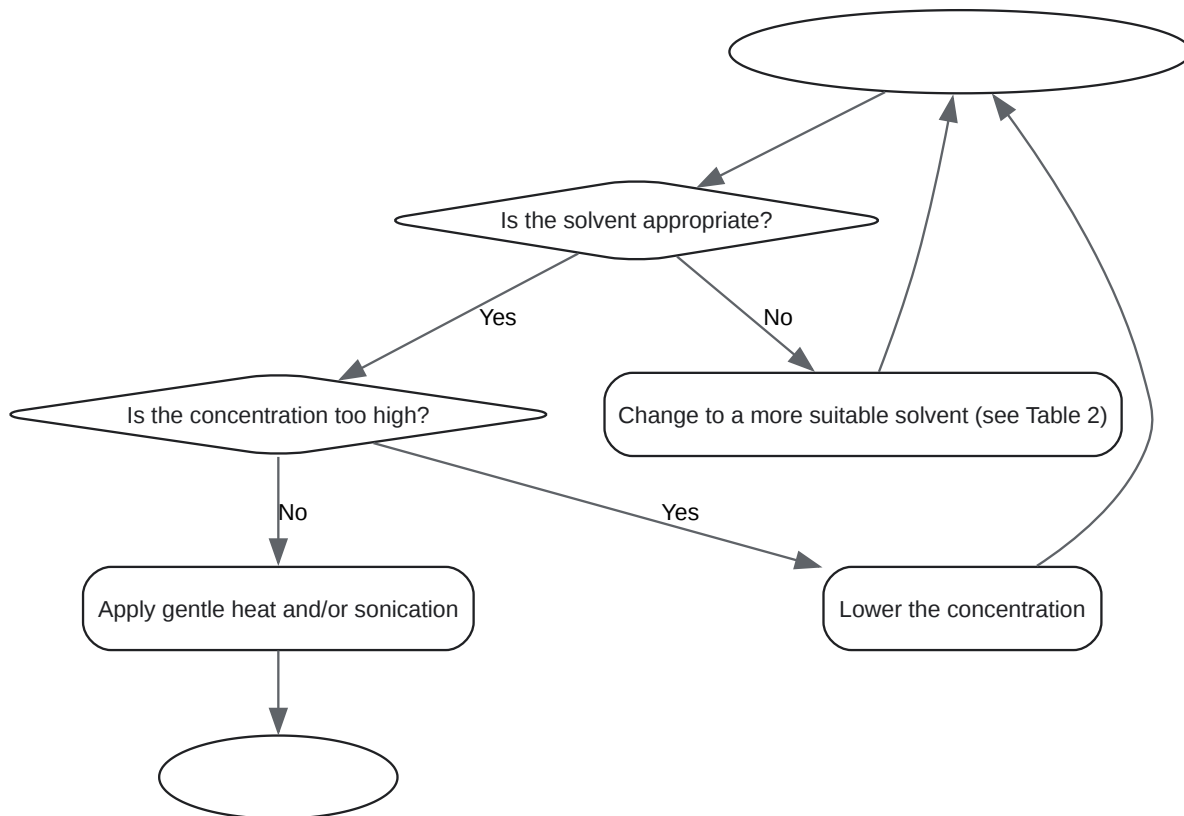 Is the solvent appropriate?
Yes
No
Is the concentration too high?
Change to a more suitable solvent (see Table 2)
No
Yes
Apply gentle heat and/or sonication
Lower the concentration